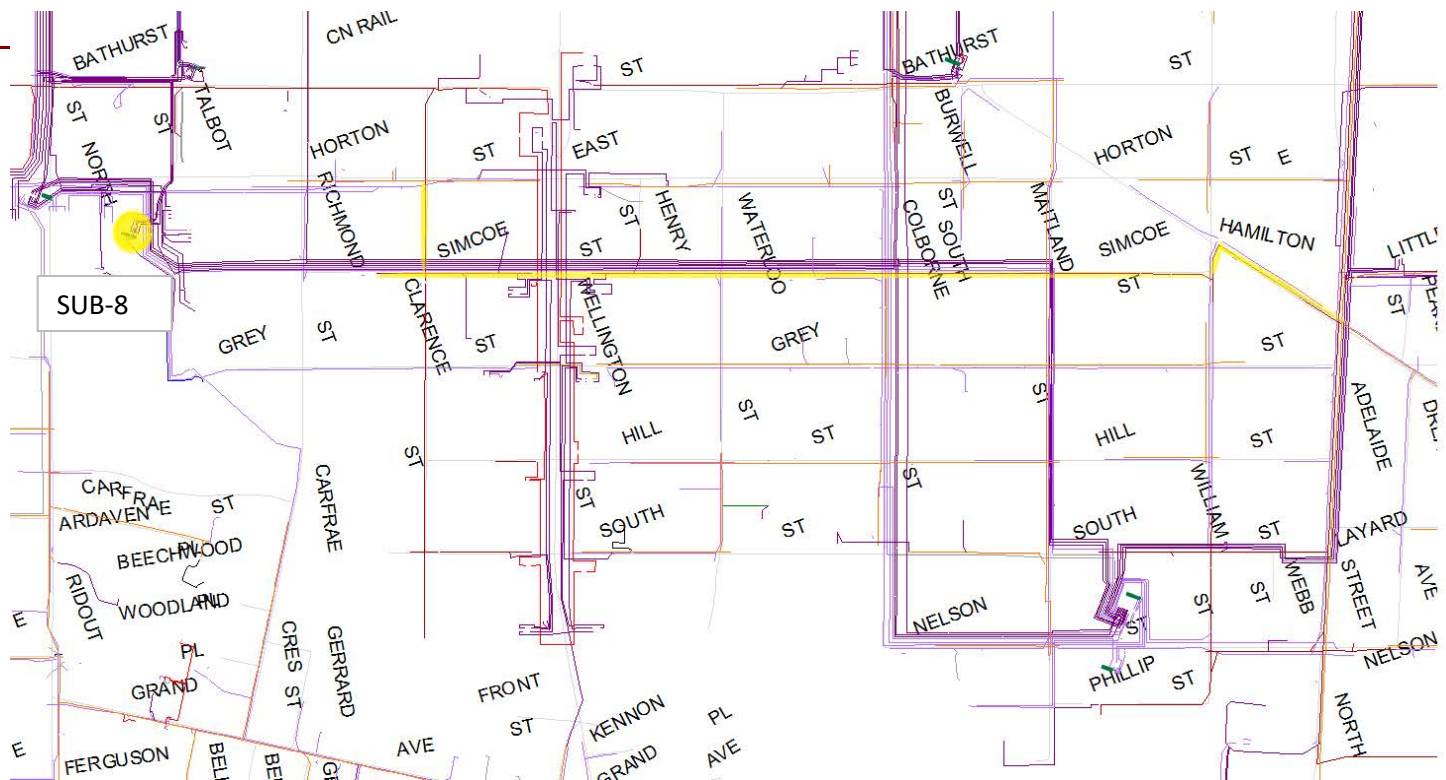 CN RAIL
BATHURST
ST
BATHURST
ST
ST
NORTH
ST
TALBOT
HORTON
ST
EAST
BURWELL
HORTON
ST E
RICHMOND
SIMCOE
ST
ST
HENRY
WATERLOO
COLBORNE
ST SOUTH
MAITLAND
SIMCOE
ST
HAMILTON
LITTL
SUB-8
GREY
ST
CLARENCE
ST
WELLINGTON
GREY
ST
ST
ST
ADELAIDE
HILL
ST
ST
HILL
ST
ST
CARFRAE
ST
ARDAVEN
BEECHWOOD
PL
WOODLAND
PL
RIDOUT
CARFRAE
ST
SOUTH
ST
ST
SOUTH
WILLIAM
ST
LAYARD
NELSON
ST
ST
ST
WEBB
STREET
AVE
E
PL
GRAND
CRES
ST
GERRARD
FRONT
ST
KENNON
PL
PHILLIP
ST
NELSON
NORTH
E
FERGUSON
AVE
GRAND
AVE